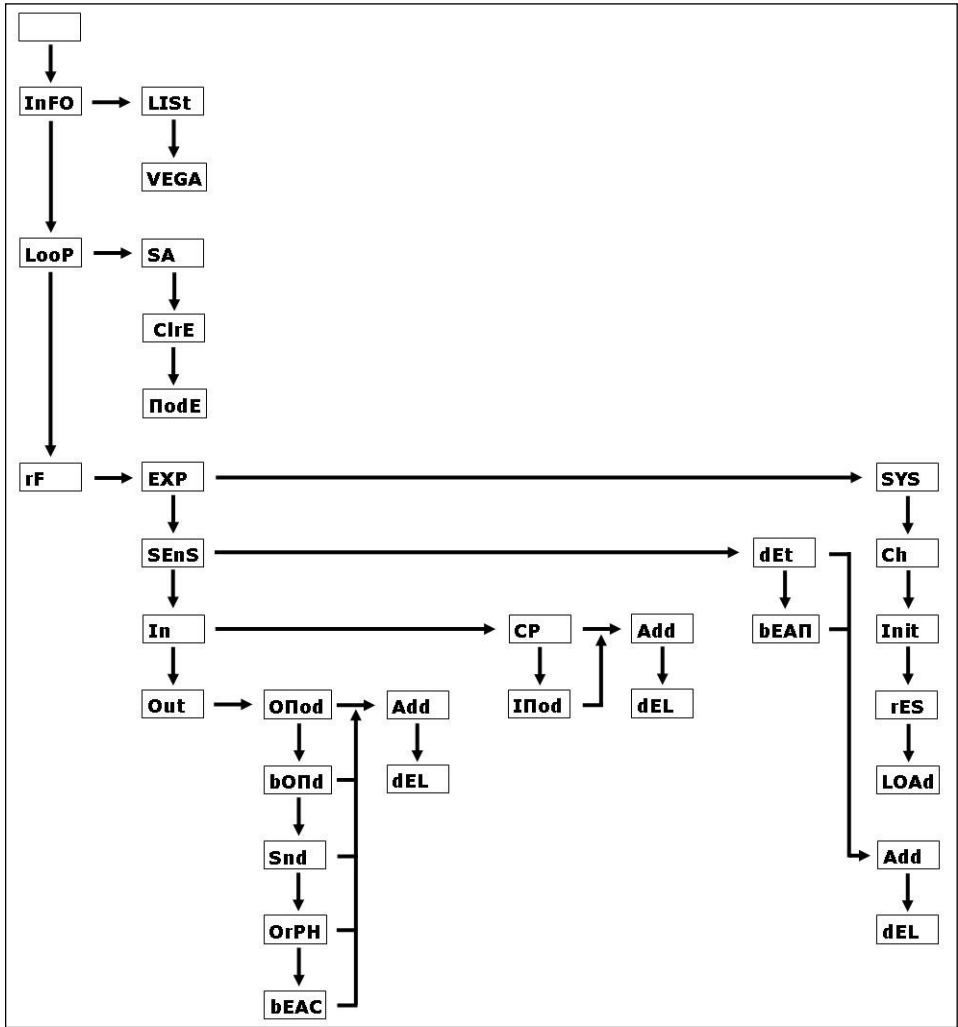 InFO LISt
VEGA
LooP SA
ClrE
ΠodE
rF EXP SYS
SEnS dEt Ch
In CP Add bEAΠ Init
Out OΠod Add IΠod dEL rES
bOΠd dEL LOAd
Snd Add
OrPH dEL
bEAC